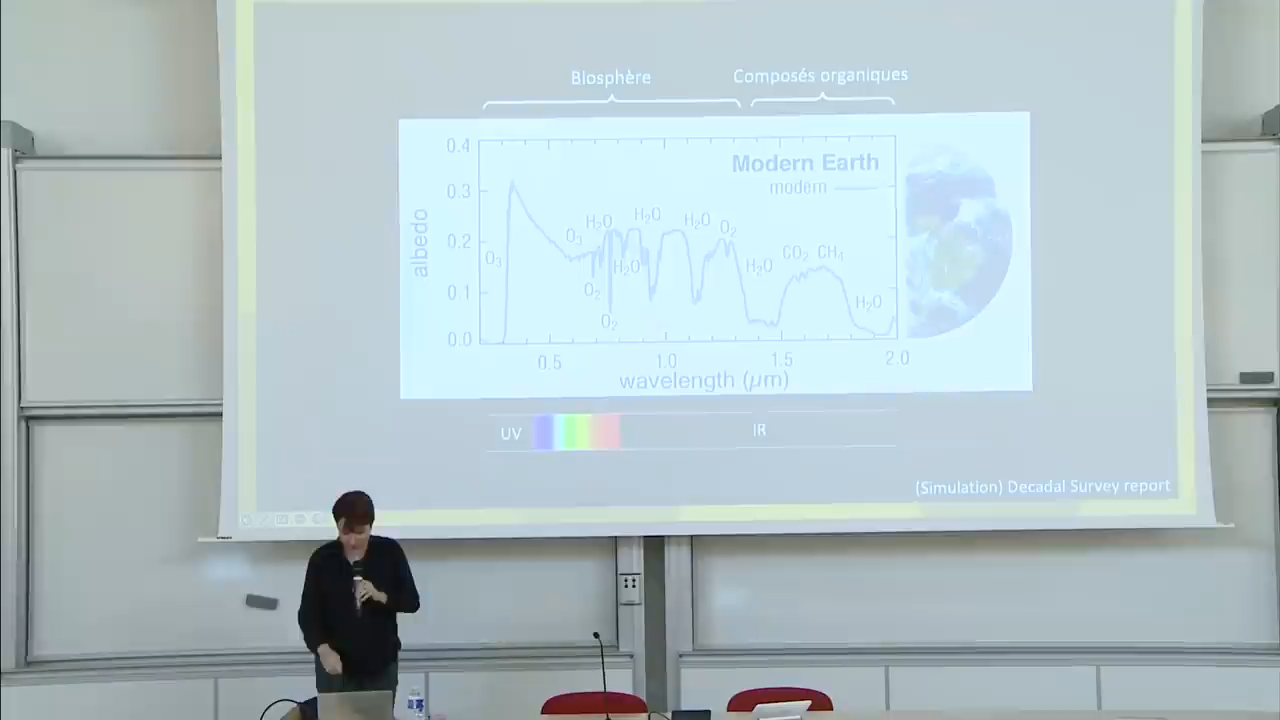 Biosphère
Composés organiques
Modern Earth
modern
albedo
0.4
0.3
0.2
0.1
0.0
O₃
O₃
H₂O
H₂O
H₂O
O₂
H₂O
O₂
O₂
H₂O
CO₂ CH₄
H₂O
0.5
1.0
1.5
2.0
wavelength (µm)
UV
IR
(Simulation) Decadal Survey report